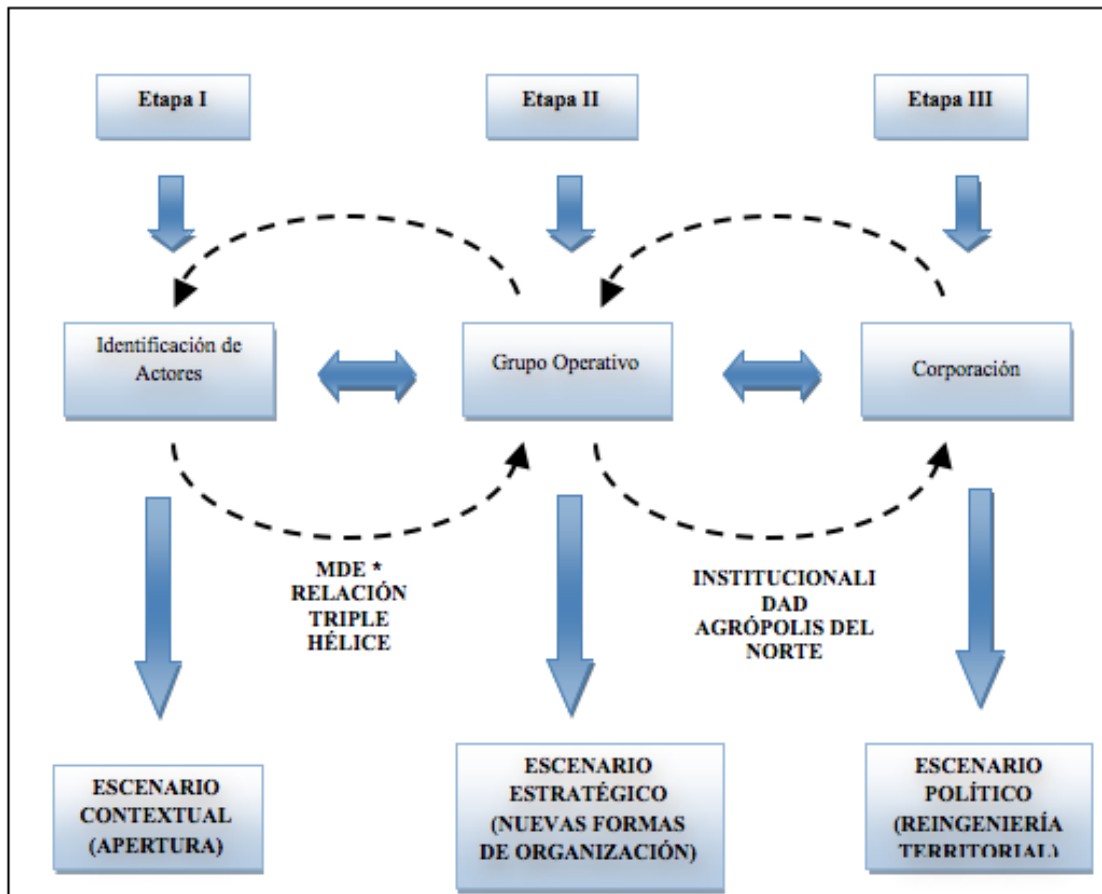 Etapa I
Etapa II
Etapa III
Identificación de
Actores
Grupo Operativo
Corporación
MDE *
RELACIÓN
TRIPLE
HÉLICE
INSTITUCIONALI
DAD
AGRÓPOLIS DEL
NORTE
ESCENARIO
CONTEXTUAL
(APERTURA)
ESCENARIO
ESTRATÉGICO
(NUEVAS FORMAS
DE ORGANIZACIÓN)
ESCENARIO
POLÍTICO
(REINGENIERÍA
TERRITORIAL)